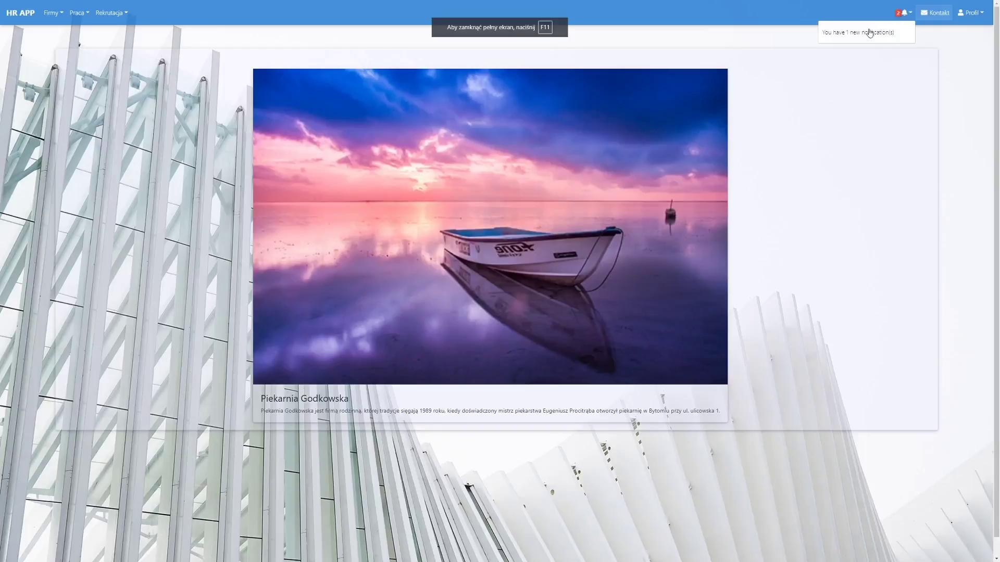 HR APP Firmy Praca Rekrutacja 2 Kontakt Profil
Aby zamknąć pełny ekran, naciśnij F11
You have 1 new cation(s)
Piekarnia Godkowska
Piekarnia Godkowska jest firmą rodzinną, której tradycje sięgają 1989 roku, kiedy doświadczony mistrz piekarstwa Eugeniusz Procitrąba otworzył piekarnię w Bytomiu przy ul. ulicowska 1.